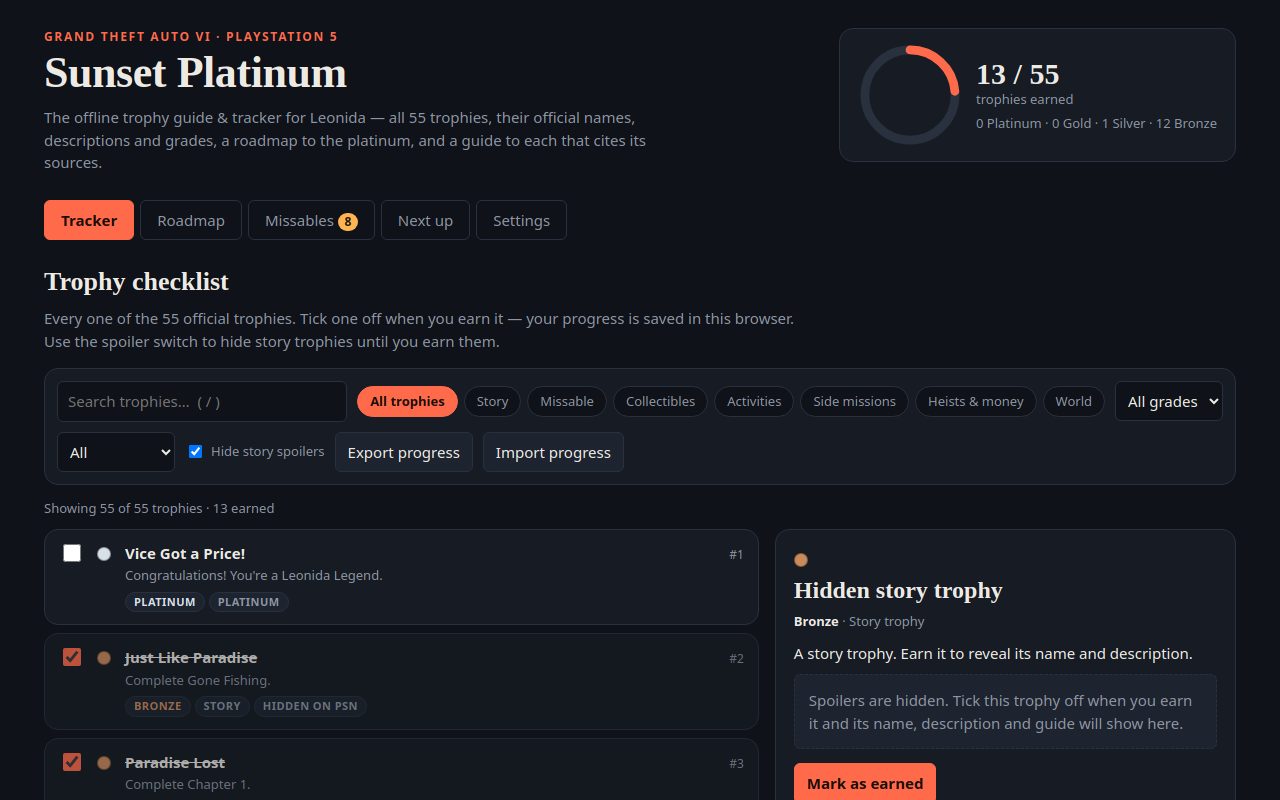 GRAND THEFT AUTO VI · PLAYSTATION 5
Sunset Platinum
The offline trophy guide & tracker for Leonida — all 55 trophies, their official names,
descriptions and grades, a roadmap to the platinum, and a guide to each that cites its
sources.
13 / 55
trophies earned
0 Platinum · 0 Gold · 1 Silver · 12 Bronze
Tracker
Roadmap
Missables 8
Next up
Settings
Trophy checklist
Every one of the 55 official trophies. Tick one off when you earn it — your progress is saved in this browser.
Use the spoiler switch to hide story trophies until you earn them.
Search trophies… ( / )
All trophies
Story
Missable
Collectibles
Activities
Side missions
Heists & money
World
All grades
All
Hide story spoilers
Export progress
Import progress
Showing 55 of 55 trophies · 13 earned
Vice Got a Price!
#1
Congratulations! You're a Leonida Legend.
PLATINUM
PLATINUM
Just Like Paradise
#2
Complete Gone Fishing.
BRONZE
STORY
HIDDEN ON PSN
Paradise Lost
#3
Complete Chapter 1.
Hidden story trophy
Bronze · Story trophy
A story trophy. Earn it to reveal its name and description.
Spoilers are hidden. Tick this trophy off when you earn
it and its name, description and guide will show here.
Mark as earned